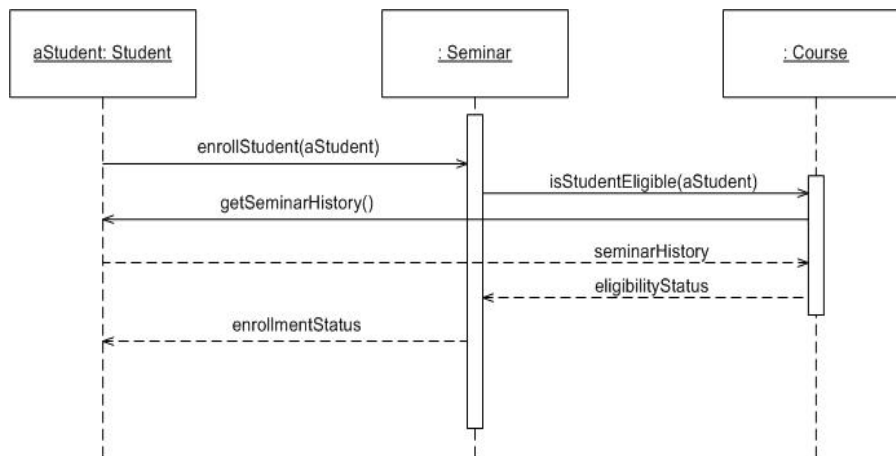 aStudent: Student
: Seminar
: Course
enrollStudent(aStudent)
isStudentEligible(aStudent)
getSeminarHistory()
seminarHistory
eligibilityStatus
enrollmentStatus